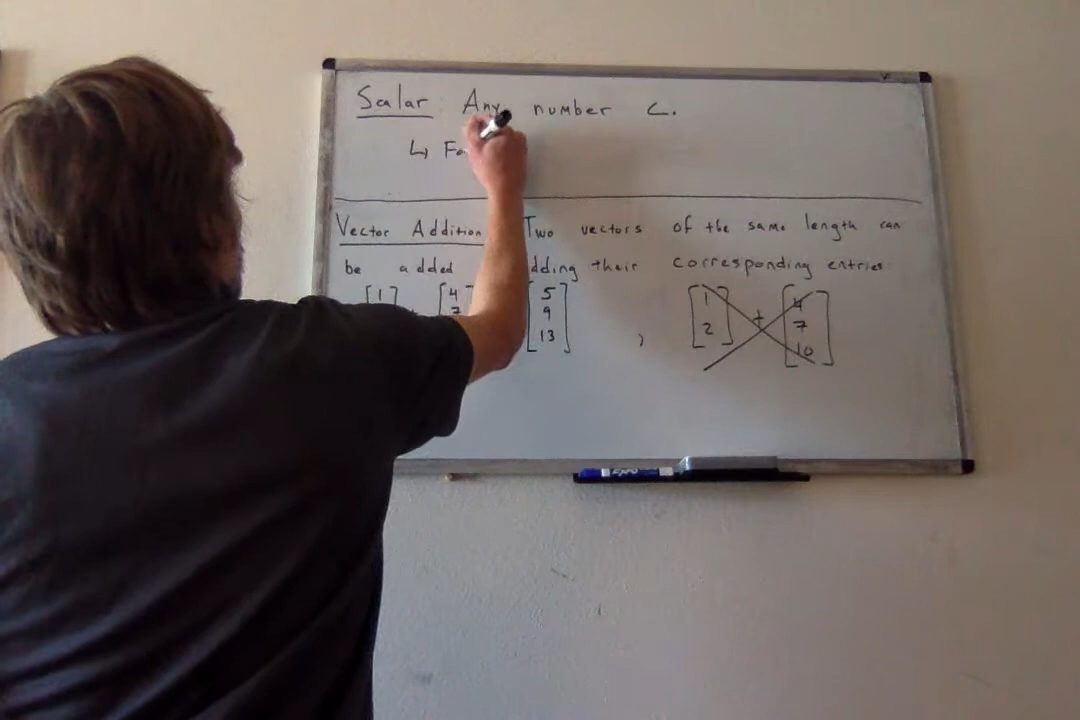 Scalar Any number c.
↳ Fo
Vector Addition Two vectors of the same length can
be added adding their corresponding entries
[1] [4 7] [5 9 13] , [1 2] + [4 7 10]
EXPO